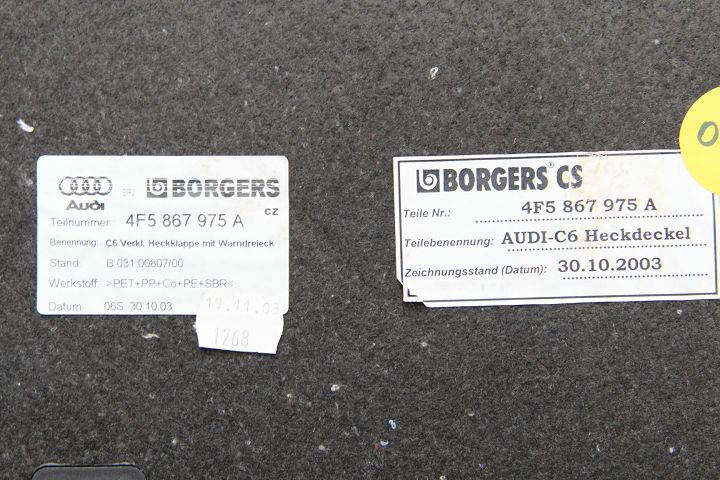 Audi BORGERS
CZ
Teilnummer 4F5 867 975 A
Benennung: C6 Verkl. Heckklappe mit Warndreieck
Stand: B 031 00807/00
Werkstoff: >PET+PP+Co+PE+SBR<
Datum: 06S 30 10 03
19.11.03
1268
BORGERS® CS
Teile Nr.: 4F5 867 975 A
Teilebenennung: AUDI-C6 Heckdeckel
Zeichnungsstand (Datum): 30.10.2003